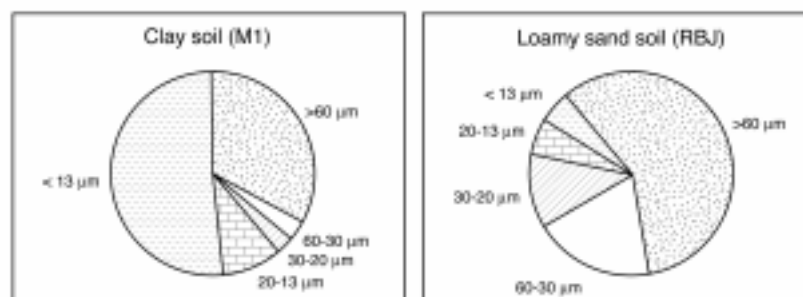 Clay soil (M1)
>60 µm
< 13 µm
60-30 µm
30-20 µm
20-13 µm
Loamy sand soil (RBJ)
< 13 µm
20-13 µm
>60 µm
30-20 µm
60-30 µm